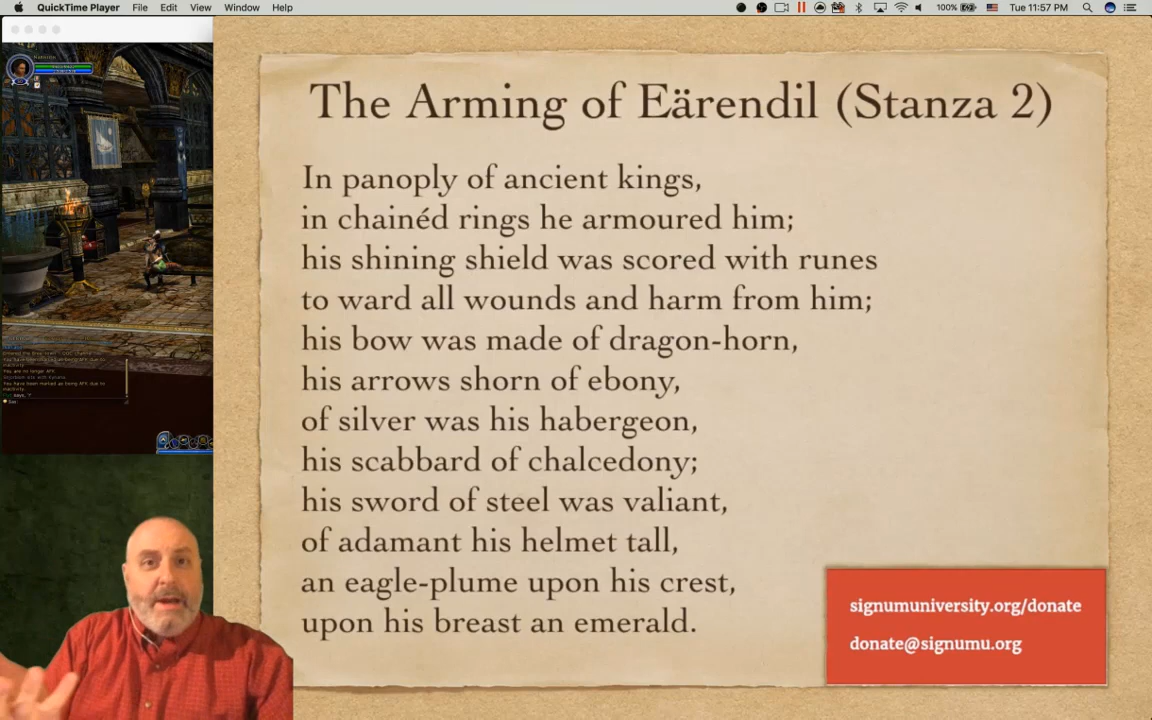 QuickTime Player File Edit View Window Help
100% Tue 11:57 PM
The Arming of Eärendil (Stanza 2)
In panoply of ancient kings,
in chainéd rings he armoured him;
his shining shield was scored with runes
to ward all wounds and harm from him;
his bow was made of dragon-horn,
his arrows shorn of ebony,
of silver was his habergeon,
his scabbard of chalcedony;
his sword of steel was valiant,
of adamant his helmet tall,
an eagle-plume upon his crest,
upon his breast an emerald.
signumuniversity.org/donate
donate@signumu.org